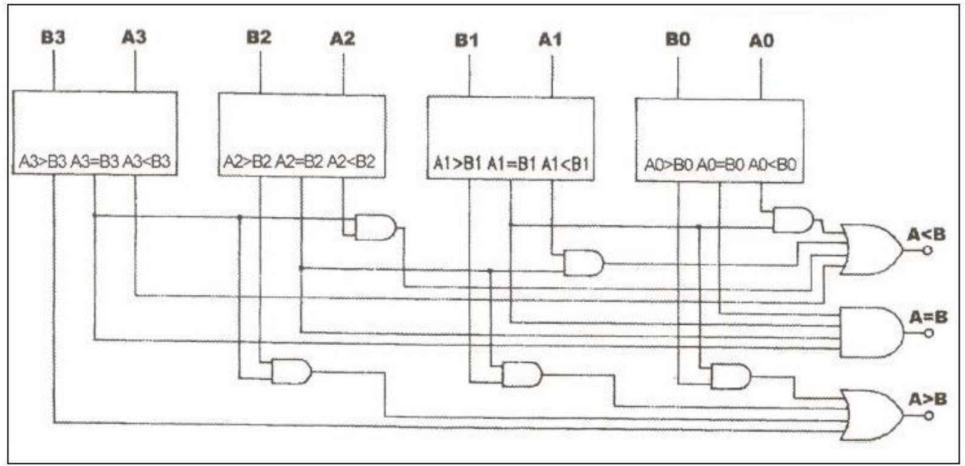 B3 A3 B2 A2 B1 A1 B0 A0
A3>B3 A3=B3 A3<B3 A2>B2 A2=B2 A2<B2 A1>B1 A1=B1 A1<B1 A0>B0 A0=B0 A0<B0
A<B
A=B
A>B